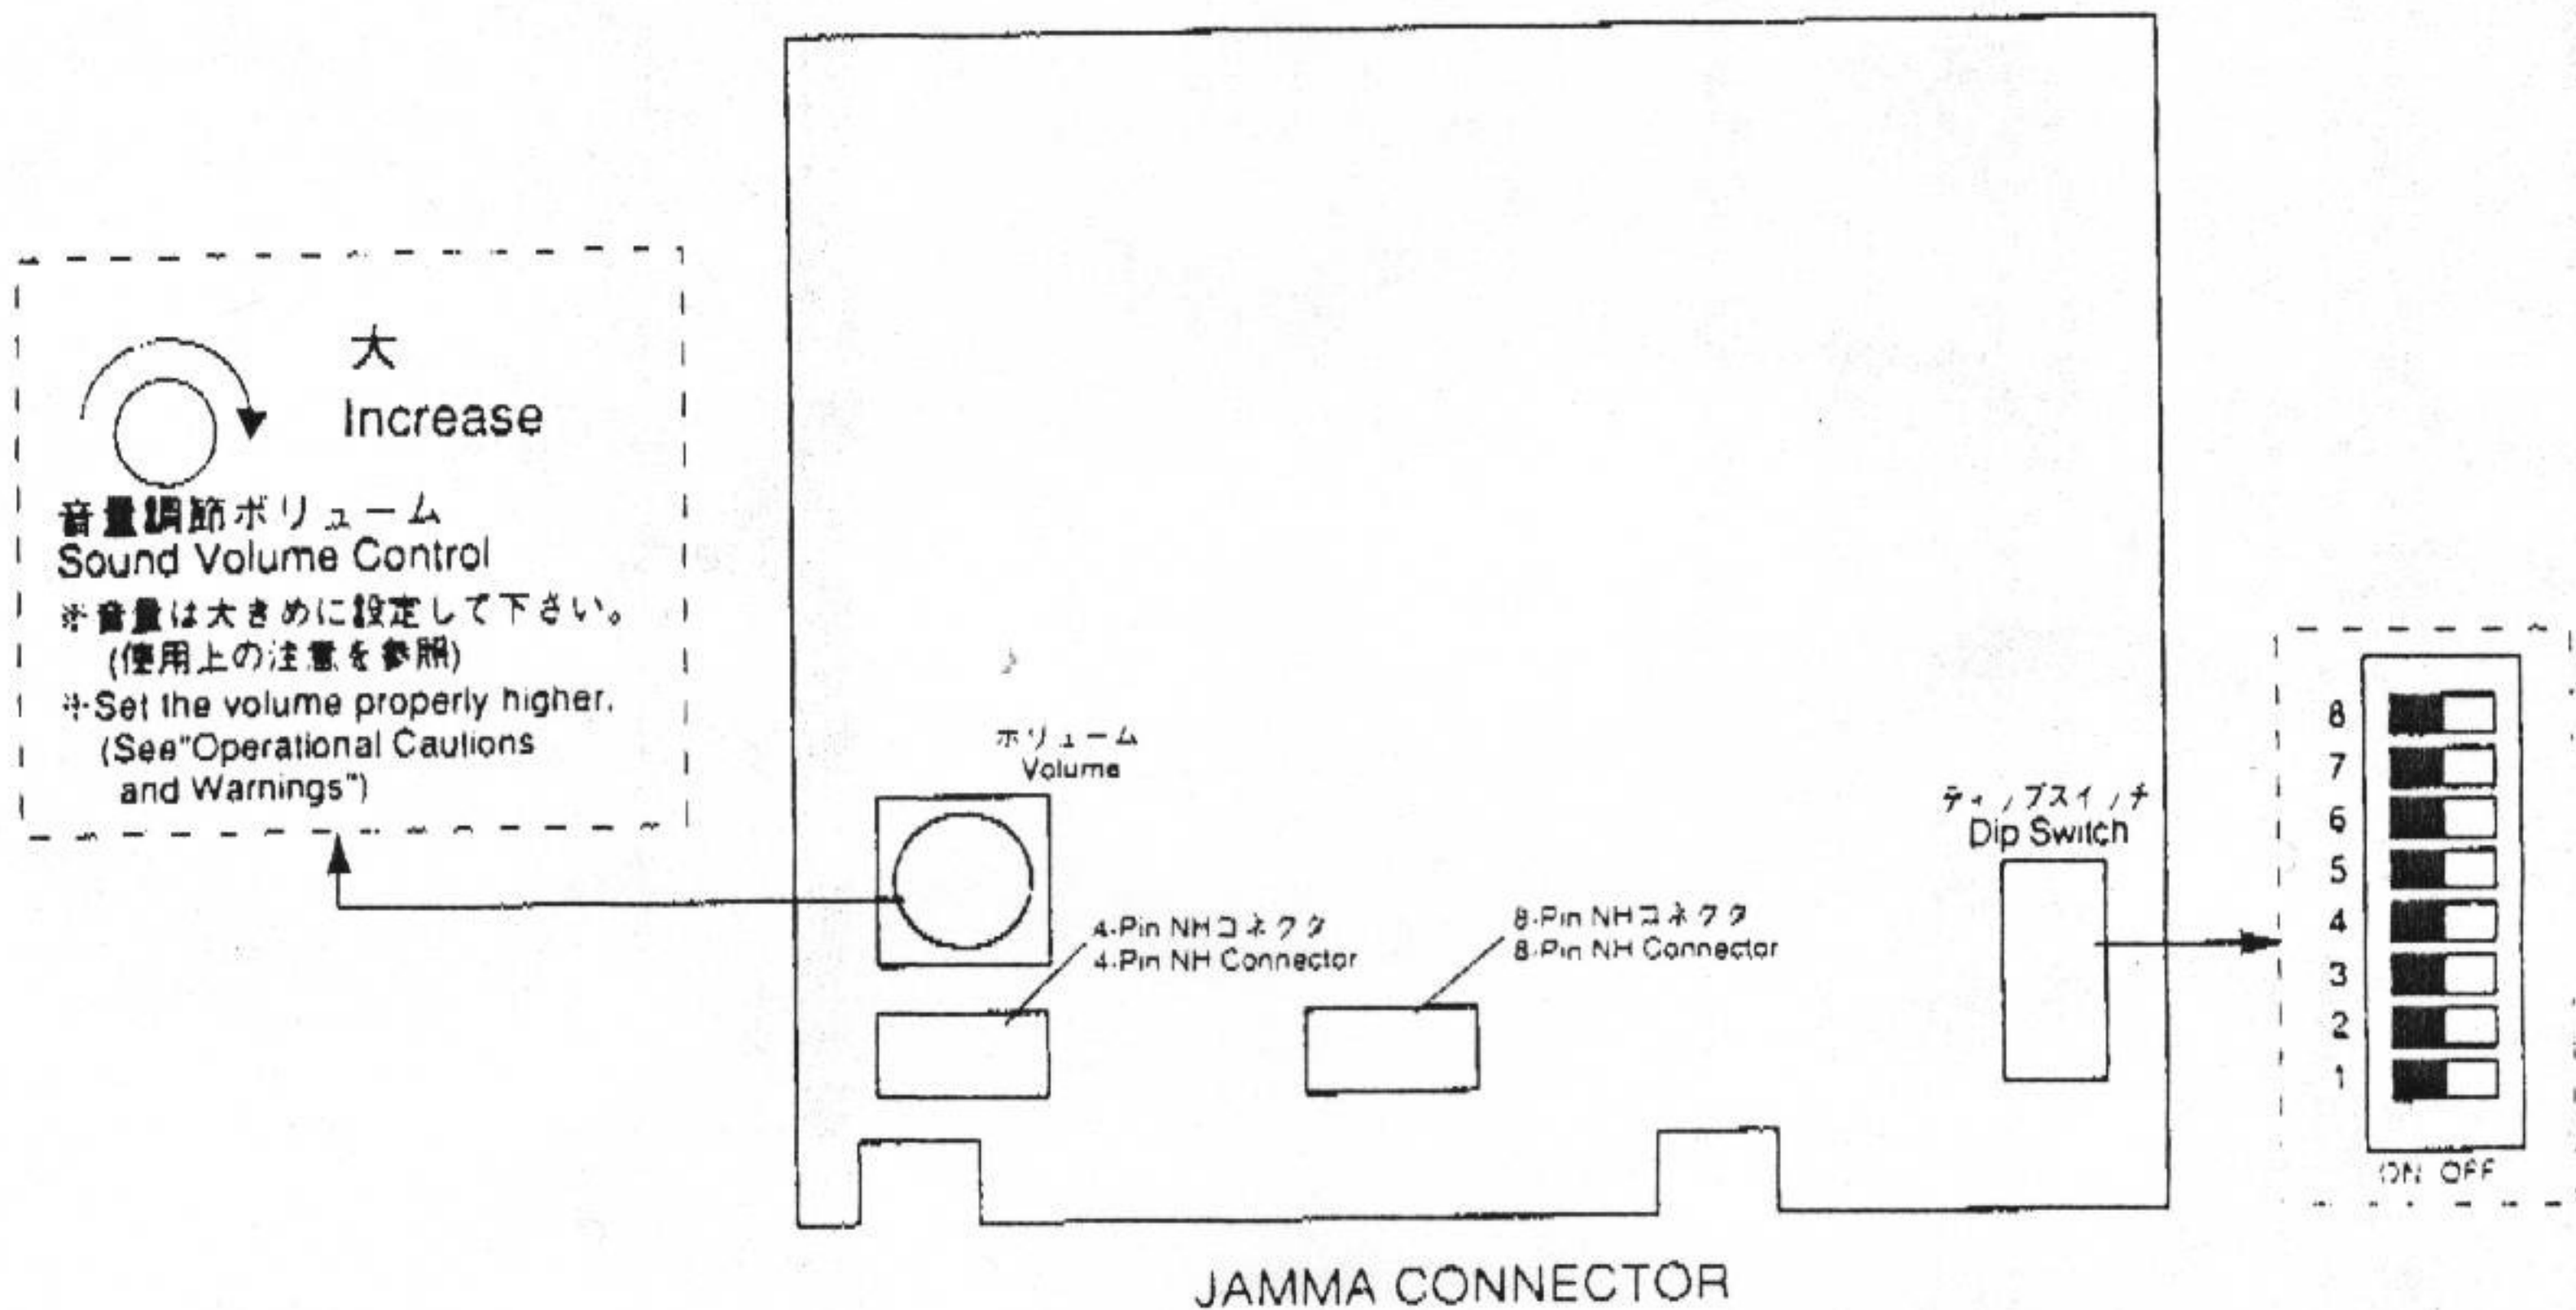 大
Increase
音量調節ボリューム
Sound Volume Control
※音量は大きめに設定して下さい。
(使用上の注意を参照)
※Set the volume properly higher.
(See"Operational Cautions
and Warnings")
ボリューム
Volume
4-Pin NHコネクタ
4-Pin NH Connector
8-Pin NHコネクタ
8-Pin NH Connector
ディップスイッチ
Dip Switch
8
7
6
5
4
3
2
1
ON OFF
JAMMA CONNECTOR